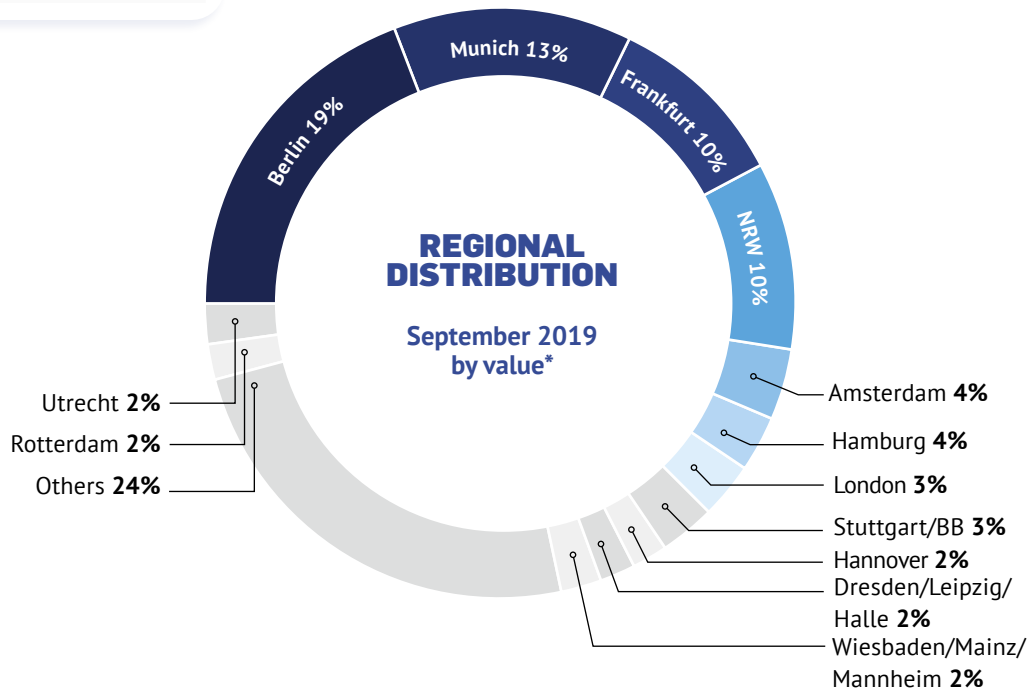 Berlin 19%
Munich 13%
Frankfurt 10%
NRW 10%
REGIONAL
DISTRIBUTION
September 2019
by value*
Amsterdam 4%
Hamburg 4%
London 3%
Stuttgart/BB 3%
Hannover 2%
Dresden/Leipzig/
Halle 2%
Wiesbaden/Mainz/
Mannheim 2%
Utrecht 2%
Rotterdam 2%
Others 24%